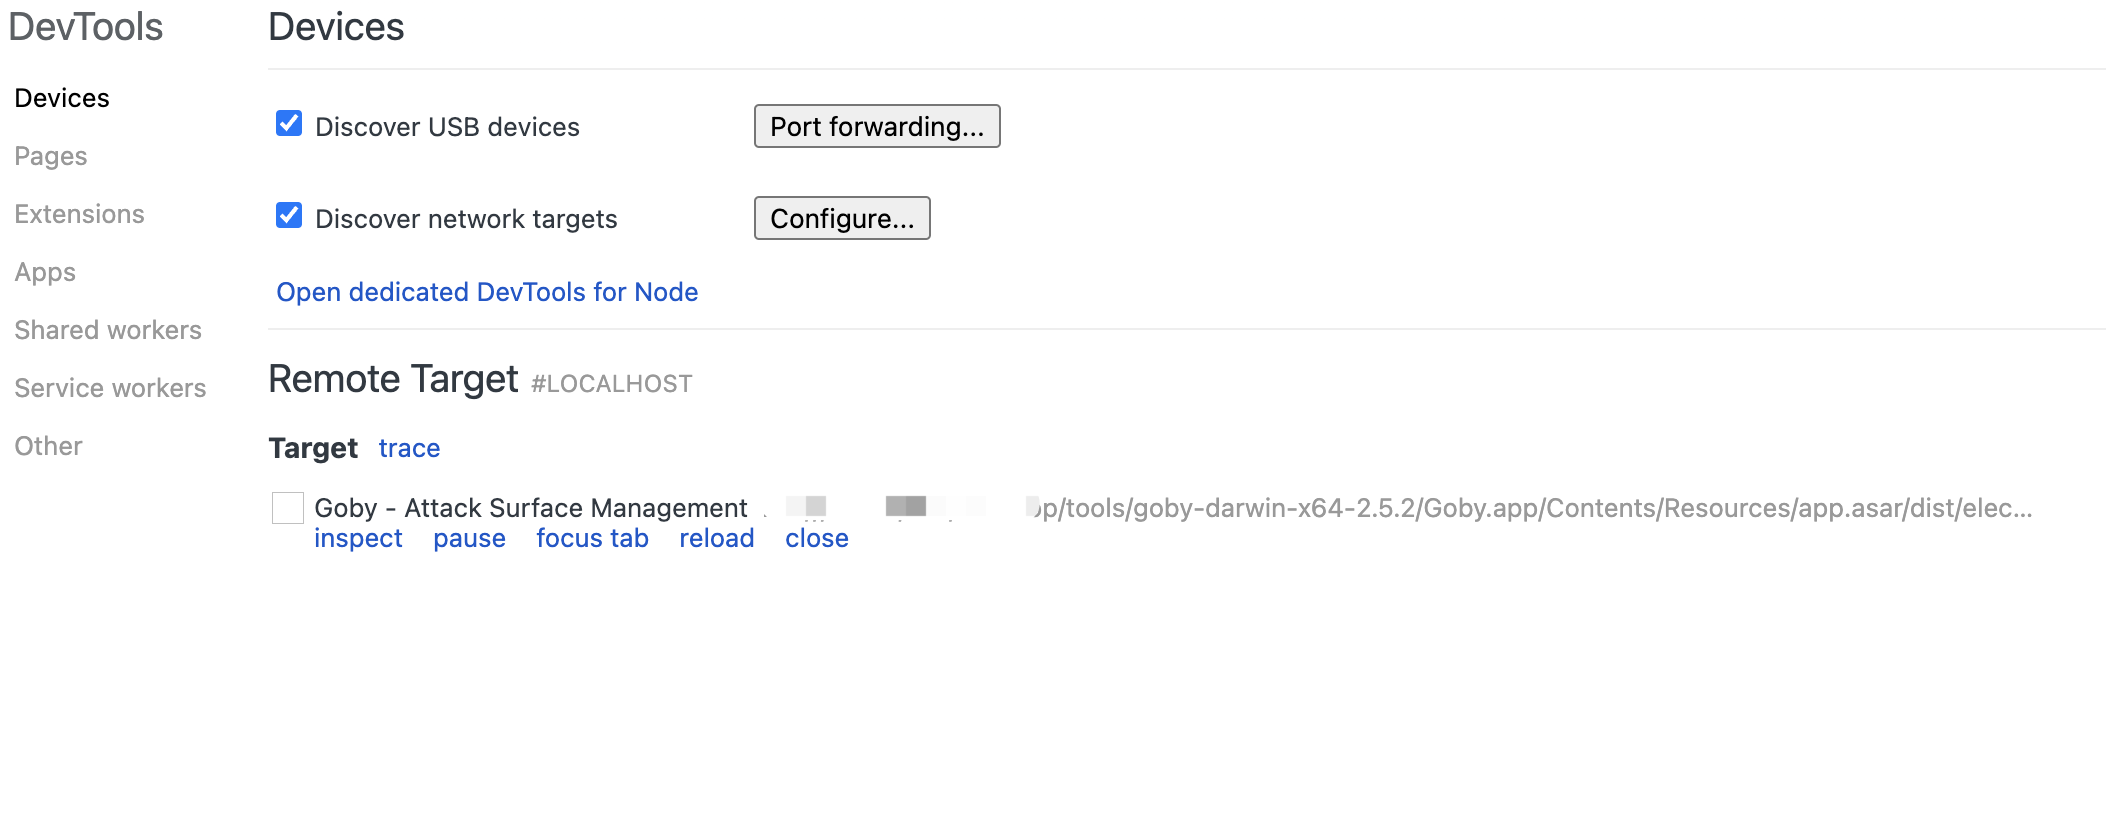 DevTools
Devices
Pages
Extensions
Apps
Shared workers
Service workers
Other
Devices
Discover USB devices
Port forwarding...
Discover network targets
Configure...
Open dedicated DevTools for Node
Remote Target #LOCALHOST
Target trace
Goby - Attack Surface Management /tools/goby-darwin-x64-2.5.2/Goby.app/Contents/Resources/app.asar/dist/elec...
inspect pause focus tab reload close